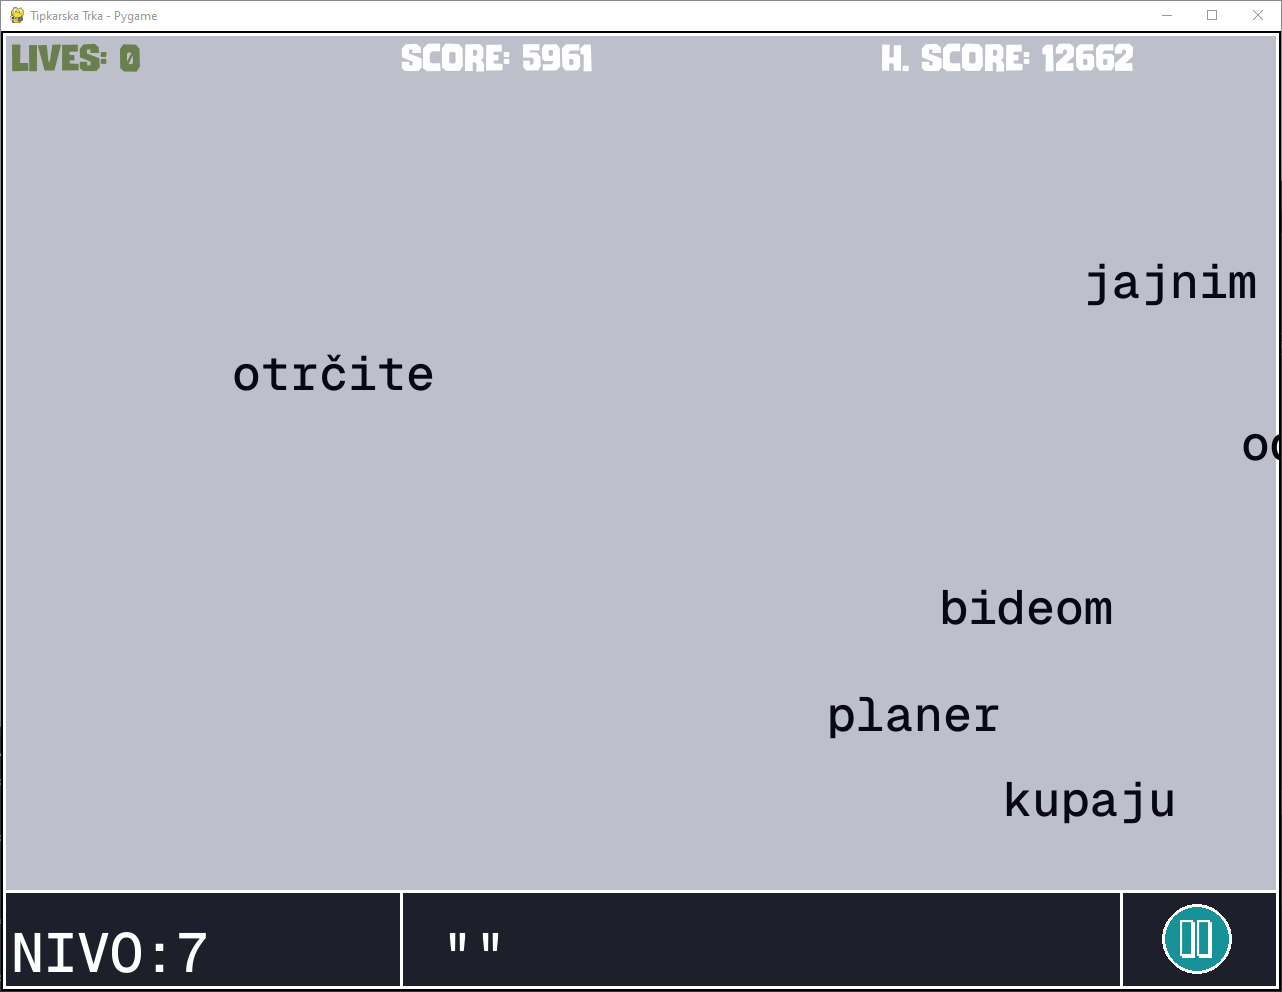 Tipkarska Trka - Pygame
LIVES: 0 SCORE: 5961 H. SCORE: 12662
jajnim
otrčite
bideom
planer
kupaju
NIVO:7 ""